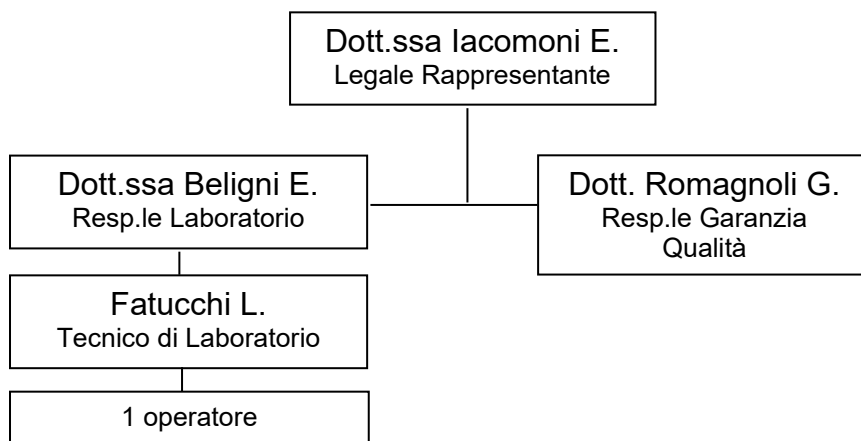 Dott.ssa Iacomoni E.
Legale Rappresentante
Dott.ssa Beligni E.
Resp.le Laboratorio
Dott. Romagnoli G.
Resp.le Garanzia
Qualità
Fatucchi L.
Tecnico di Laboratorio
1 operatore